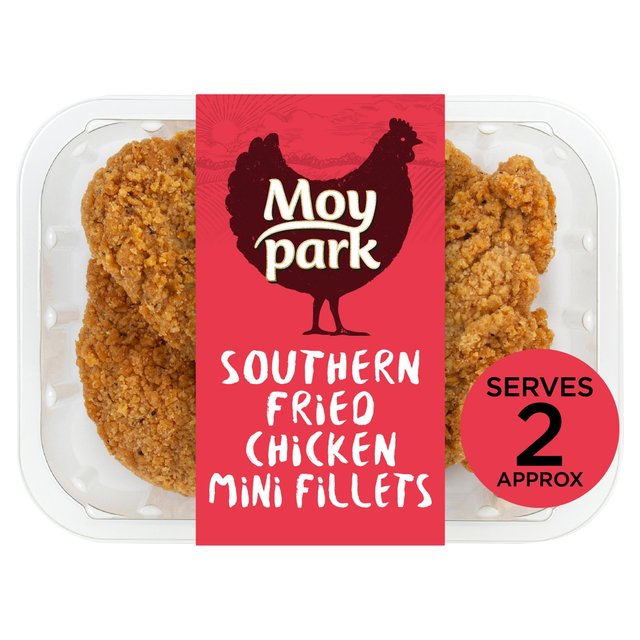 Moy
park
SOUTHERN
FRIED
CHICKEN
MINI FILLETS
SERVES
2
APPROX